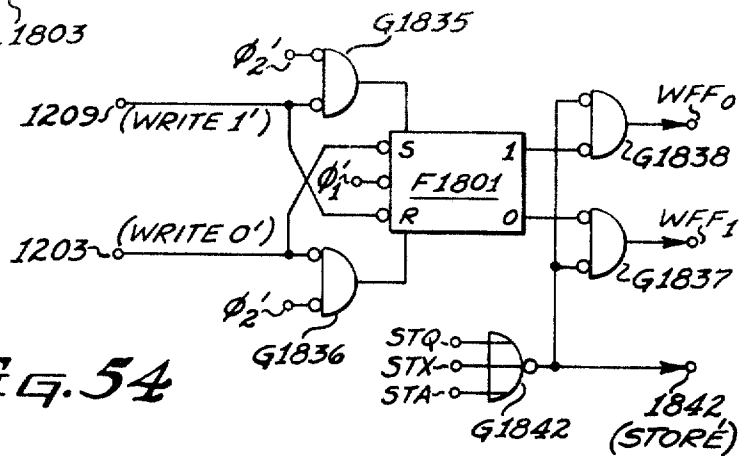 1803
G1835
ϕ2'
1209 (WRITE 1')
WFF0
G1838
S 1
ϕ1' F1801
R 0
(WRITE 0')
1203
WFF1
G1837
ϕ2'
G1836
STQ
STX
STA
G1842
1842
(STORE')
G. 54